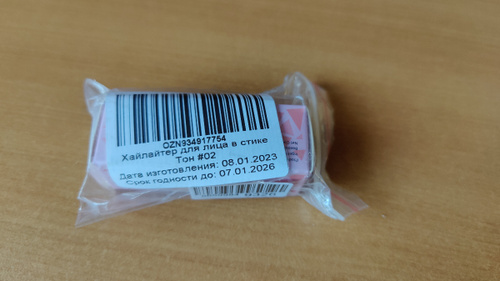 OZN934917754
Хайлайтер для лица в стике
Тон #02
Дата изготовления: 08.01.2023
Срок годности до: 07.01.2026